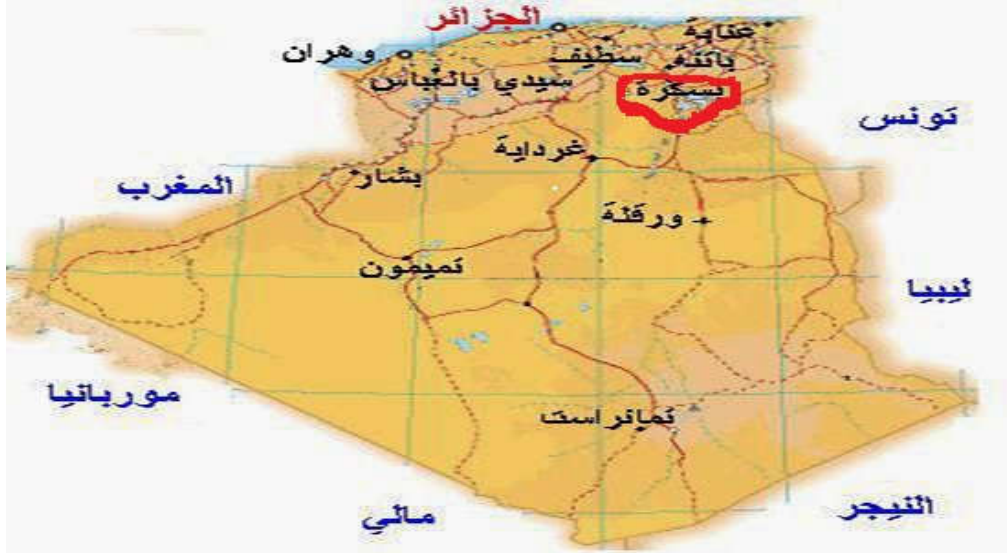 الجزائر
عنابة
وهران
سطيف
باتنة
سيدي بالعباس
بسكرة
تونس
غرداية
بشار
المغرب
ورقلة
تميمون
ليبيا
موريتانيا
تمانراست
النيجر
مالي